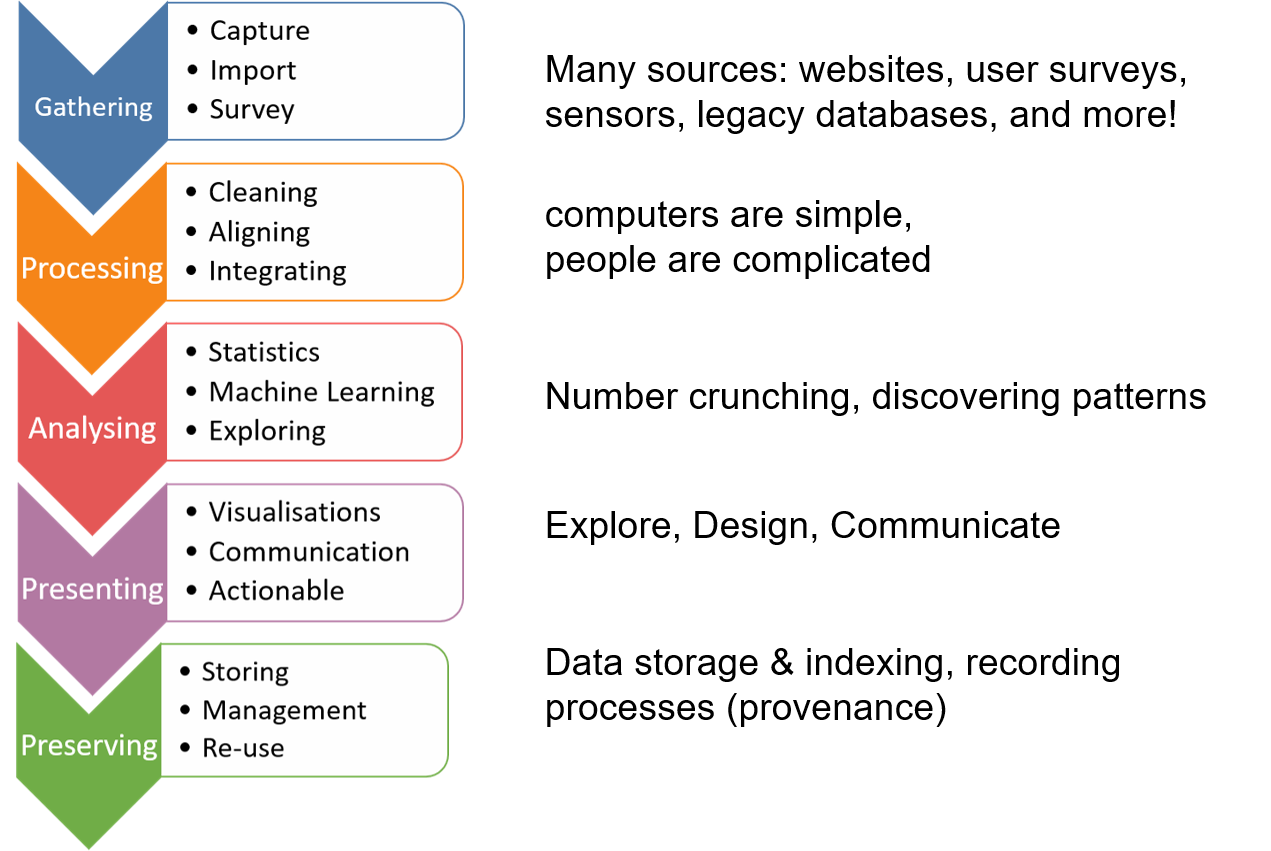 Gathering
• Capture
• Import
• Survey
Many sources: websites, user surveys,
sensors, legacy databases, and more!
Processing
• Cleaning
• Aligning
• Integrating
computers are simple,
people are complicated
Analysing
• Statistics
• Machine Learning
• Exploring
Number crunching, discovering patterns
Presenting
• Visualisations
• Communication
• Actionable
Explore, Design, Communicate
Preserving
• Storing
• Management
• Re-use
Data storage & indexing, recording
processes (provenance)